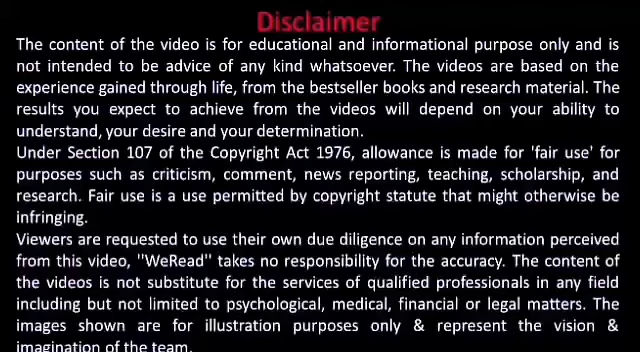 Disclaimer
The content of the video is for educational and informational purpose only and is
not intended to be advice of any kind whatsoever. The videos are based on the
experience gained through life, from the bestseller books and research material. The
results you expect to achieve from the videos will depend on your ability to
understand, your desire and your determination.
Under Section 107 of the Copyright Act 1976, allowance is made for 'fair use' for
purposes such as criticism, comment, news reporting, teaching, scholarship, and
research. Fair use is a use permitted by copyright statute that might otherwise be
infringing.
Viewers are requested to use their own due diligence on any information perceived
from this video, "WeRead" takes no responsibility for the accuracy. The content of
the videos is not substitute for the services of qualified professionals in any field
including but not limited to psychological, medical, financial or legal matters. The
images shown are for illustration purposes only & represent the vision &
imagination of the team.